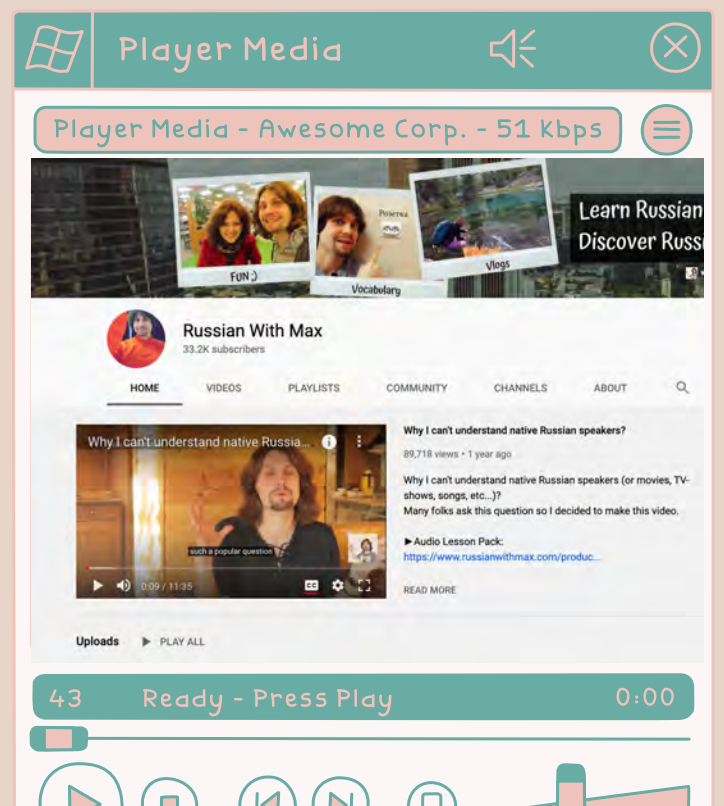 Player Media
Player Media - Awesome Corp. - 51 Kbps
Learn Russian
Discover Russi
FUN ;)
Vocabulary
Vlogs
Russian With Max
33.2K subscribers
HOME VIDEOS PLAYLISTS COMMUNITY CHANNELS ABOUT
Why I can't understand native Russia...
such a popular question
0:09 / 11:35
CC
Why I can't understand native Russian speakers?
89,718 views • 1 year ago
Why I can't understand native Russian speakers (or movies, TV-
shows, songs, etc...)?
Many folks ask this question so I decided to make this video.
►Audio Lesson Pack:
https://www.russianwithmax.com/produc...
READ MORE
Uploads ▶ PLAY ALL
43 Ready - Press Play 0:00